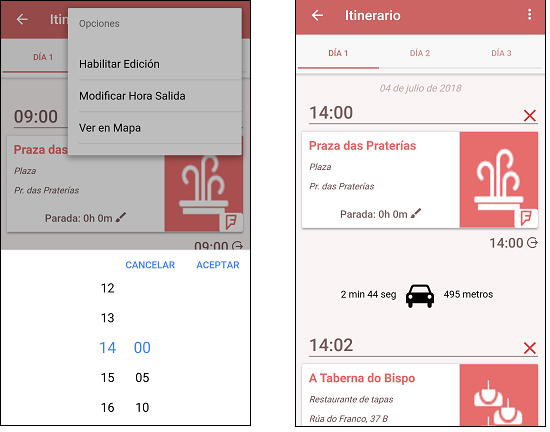 Itin
Opciones
Habilitar Edición
Modificar Hora Salida
Ver en Mapa
DÍA 1
09:00
Praza das
Plaza
Pr. das Praterías
Parada: 0h 0m
09:00
CANCELAR ACEPTAR
12
13
14 00
15 05
16 10
Itinerario
DÍA 1 DÍA 2 DÍA 3
04 de julio de 2018
14:00
Praza das Praterías
Plaza
Pr. das Praterías
Parada: 0h 0m
14:00
2 min 44 seg 495 metros
14:02
A Taberna do Bispo
Restaurante de tapas
Rúa do Franco, 37 B